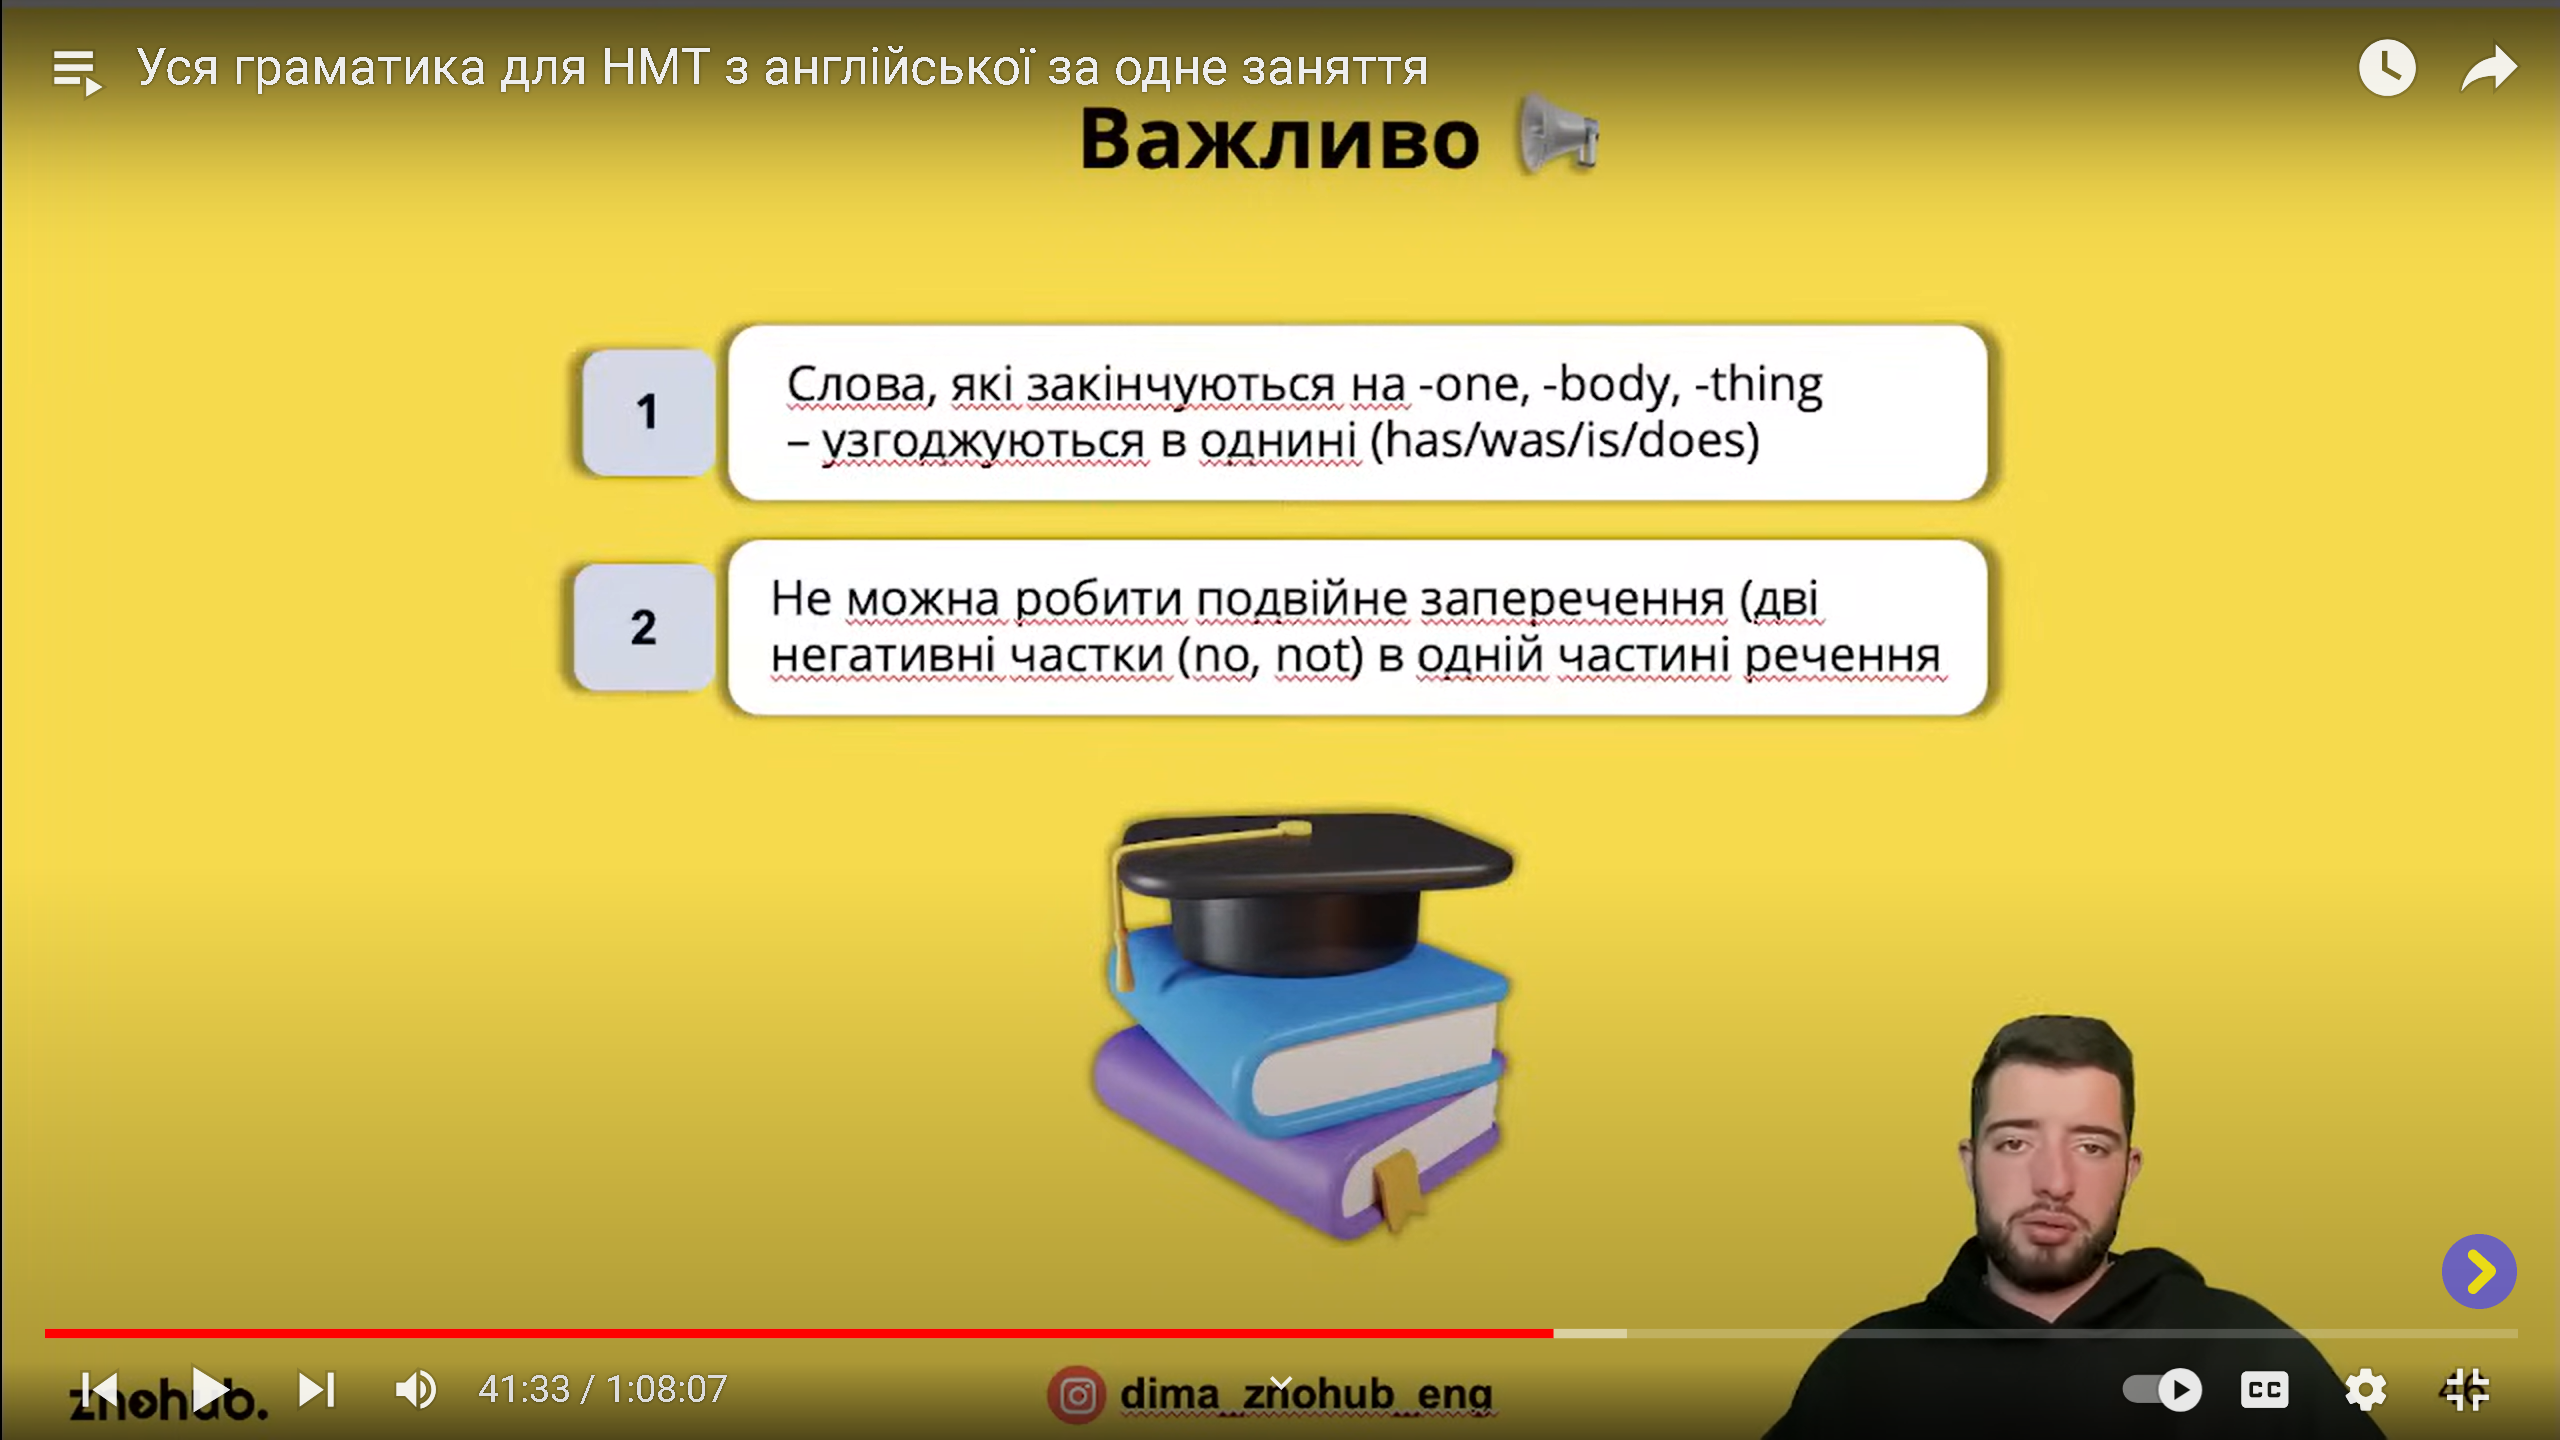 Уся граматика для НМТ з англійської за одне заняття
Важливо
1
Слова, які закінчуються на -one, -body, -thing
– узгоджуються в однині (has/was/is/does)
2
Не можна робити подвійне заперечення (дві
негативні частки (no, not) в одній частині речення
41:33 / 1:08:07
znohub.
dima_znohub_eng
CC
46